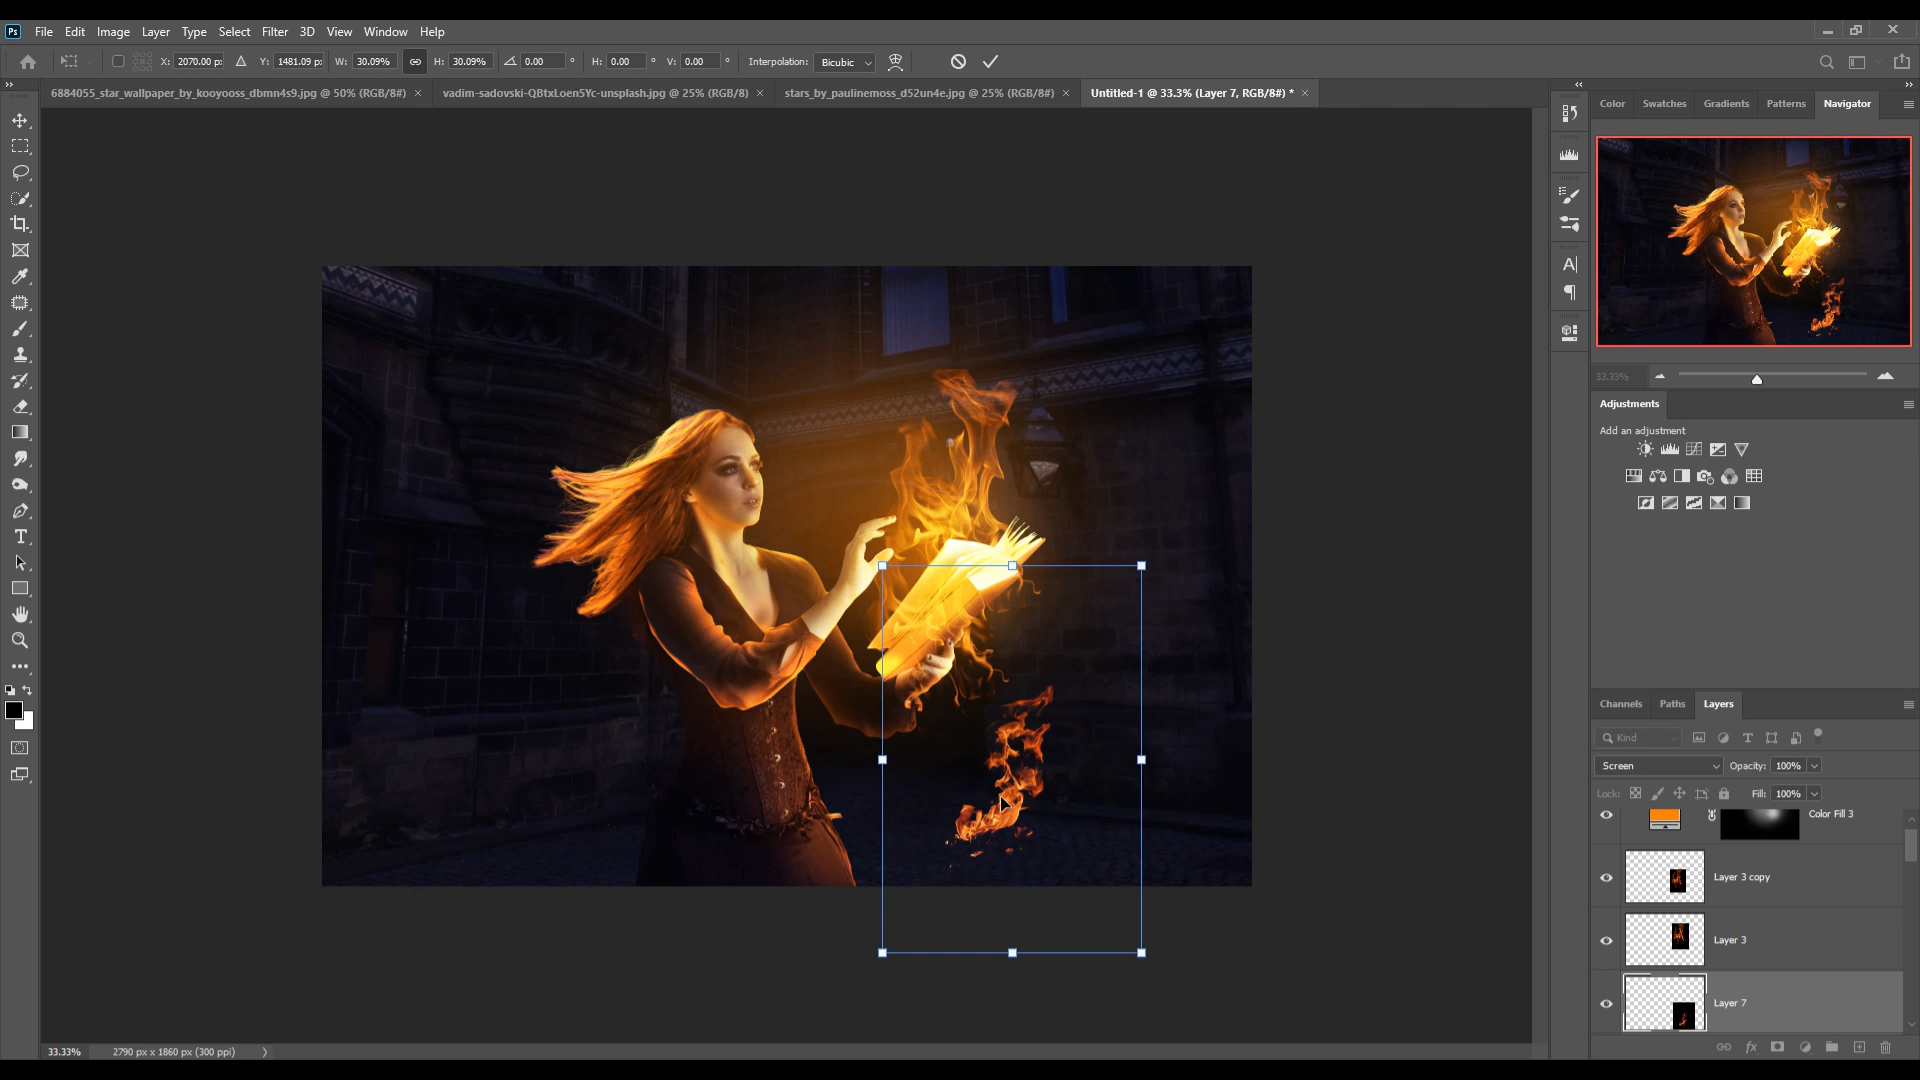 Ps File Edit Image Layer Type Select Filter 3D View Window Help
X: 2070.00 px Y: 1481.09 px W: 30.09% H: 30.09% 0.00 ° H: 0.00 ° V: 0.00 ° Interpolation: Bicubic
6884055_star_wallpaper_by_kooyooss_dbmn4s9.jpg @ 50% (RGB/8#) × vadim-sadovski-QBtxLoen5Yc-unsplash.jpg @ 25% (RGB/8) × stars_by_paulinemoss_d52un4e.jpg @ 25% (RGB/8#) × Untitled-1 @ 33.3% (Layer 7, RGB/8#) * ×
Color Swatches Gradients Patterns Navigator
33.33%
Adjustments
Add an adjustment
Channels Paths Layers
Kind
Screen Opacity: 100%
Lock: Fill: 100%
Color Fill 3
Layer 3 copy
Layer 3
Layer 7
33.33% 2790 px x 1860 px (300 ppi)